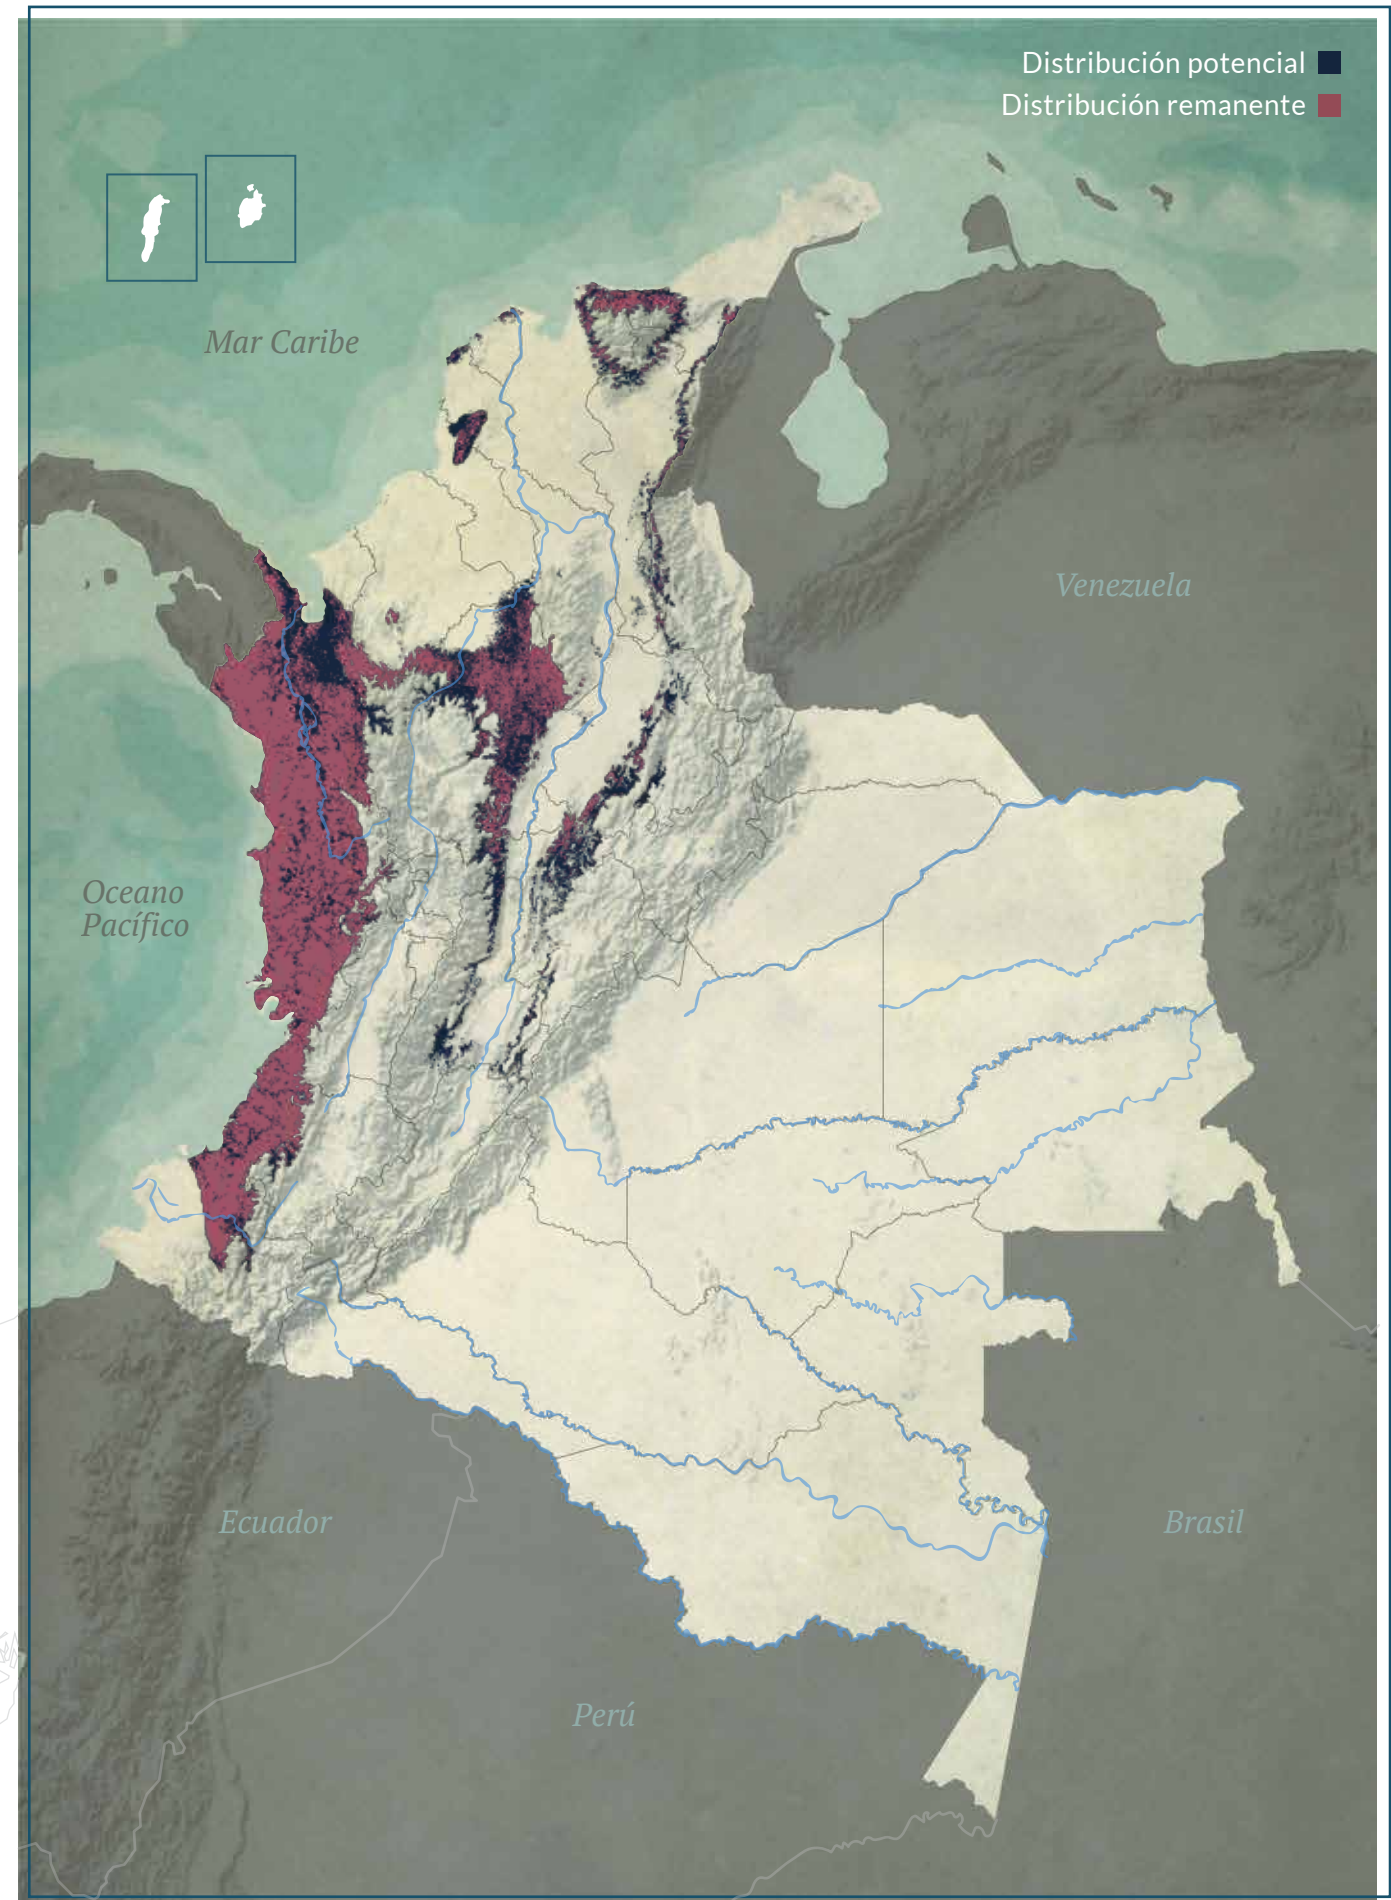 Distribución potencial
Distribución remanente
Mar Caribe
Venezuela
Oceano
Pacífico
Ecuador
Brasil
Perú